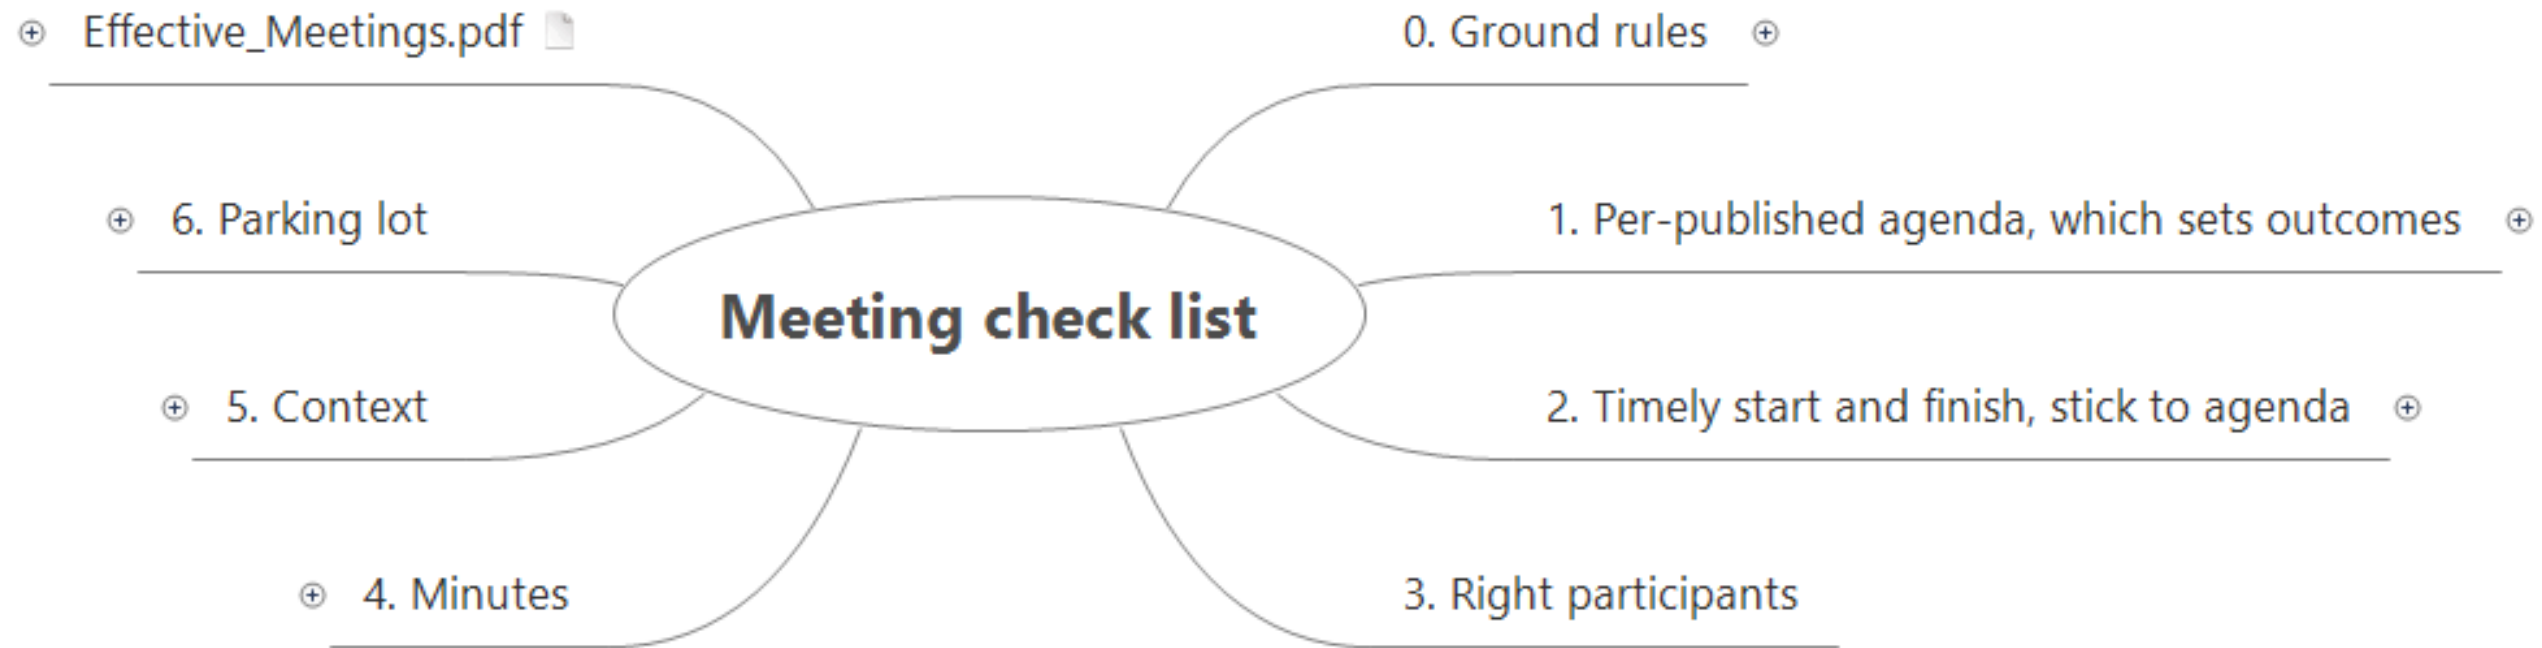 Effective_Meetings.pdf
0. Ground rules
6. Parking lot
1. Per-published agenda, which sets outcomes
Meeting check list
5. Context
2. Timely start and finish, stick to agenda
4. Minutes
3. Right participants